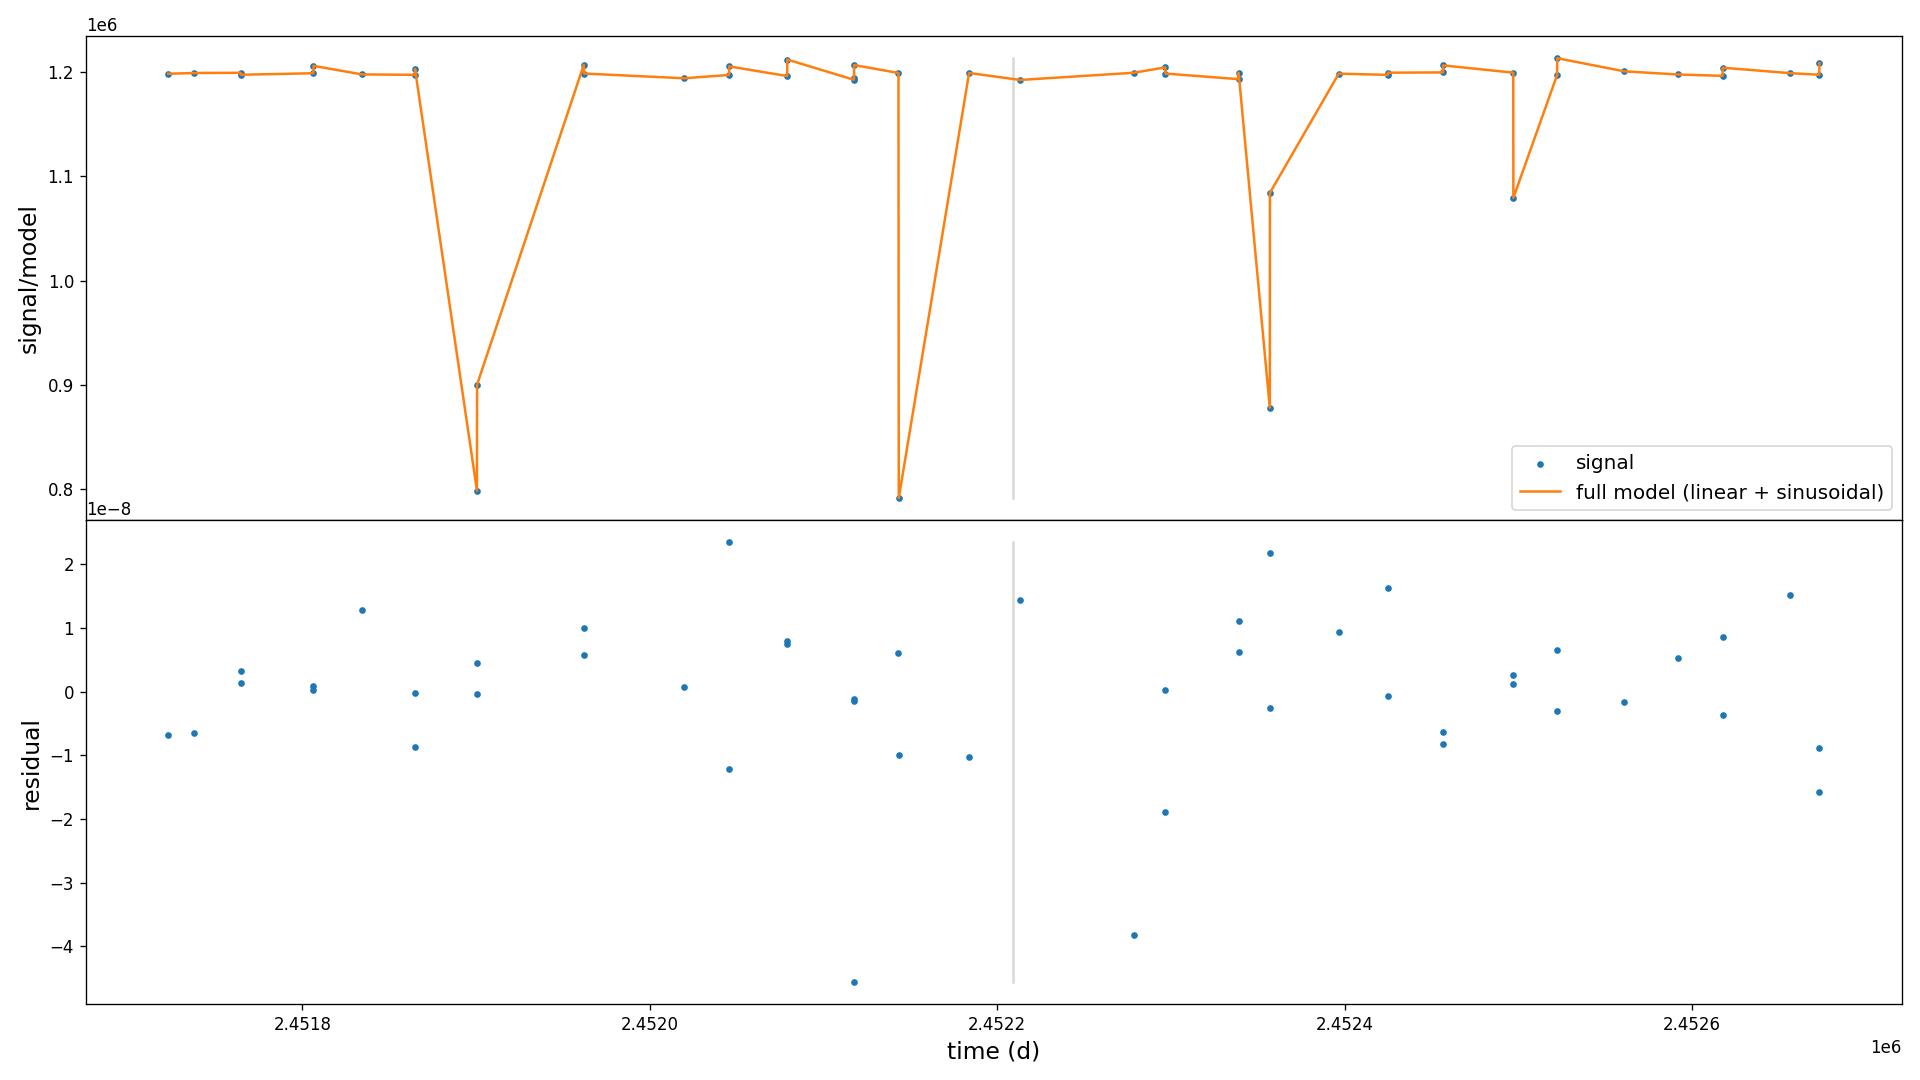 1e6
1.2
1.1
1.0
0.9
0.8
signal/model
signal
full model (linear + sinusoidal)
1e−8
2
1
0
−1
−2
−3
−4
residual
2.4518
2.4520
2.4522
2.4524
2.4526
time (d)
1e6